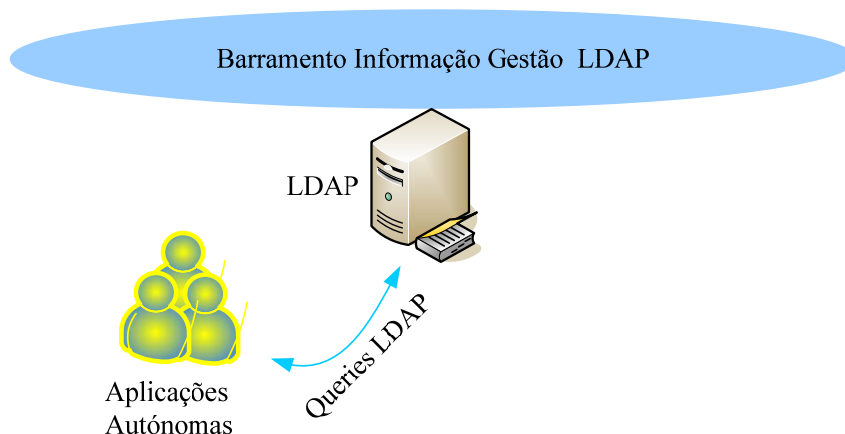 Barramento Informação Gestão LDAP
LDAP
Queries LDAP
Aplicações
Autónomas